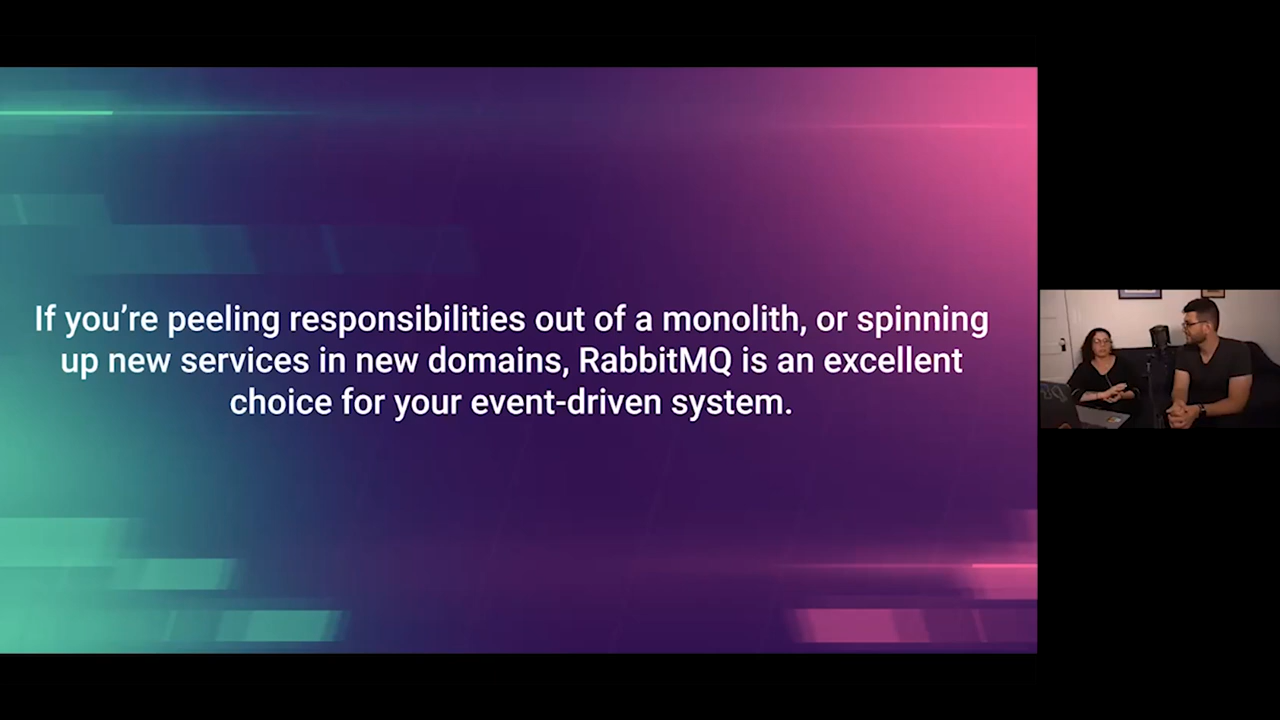 If you’re peeling responsibilities out of a monolith, or spinning
up new services in new domains, RabbitMQ is an excellent
choice for your event-driven system.